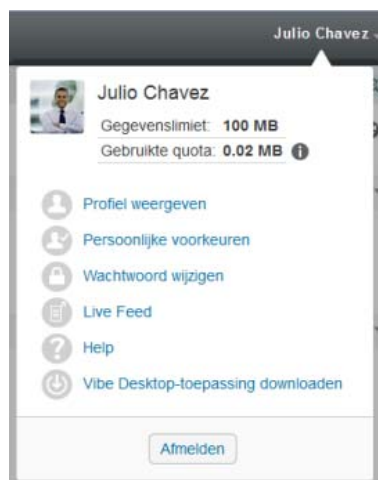 Julio Chavez
Julio Chavez
Gegevenslimiet: 100 MB
Gebruikte quota: 0.02 MB
Profiel weergeven
Persoonlijke voorkeuren
Wachtwoord wijzigen
Live Feed
Help
Vibe Desktop-toepassing downloaden
Afmelden